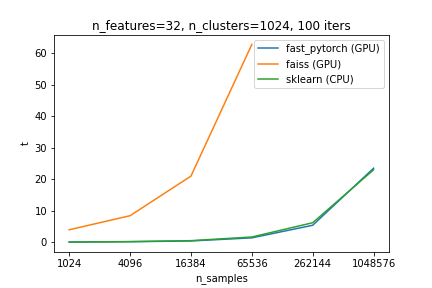 n_features=32, n_clusters=1024, 100 iters
fast_pytorch (GPU)
faiss (GPU)
sklearn (CPU)
t
60
50
40
30
20
10
0
1024 4096 16384 65536 262144 1048576
n_samples